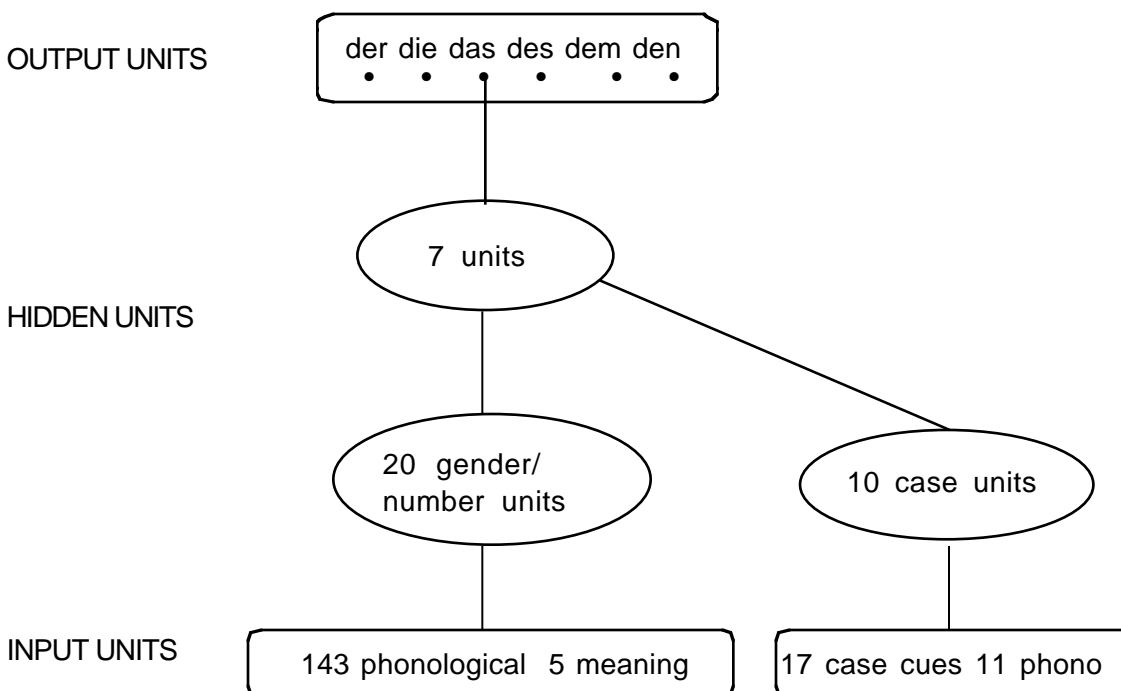 OUTPUT UNITS
der die das des dem den
7 units
HIDDEN UNITS
20 gender/
number units
10 case units
INPUT UNITS
143 phonological 5 meaning
17 case cues 11 phono